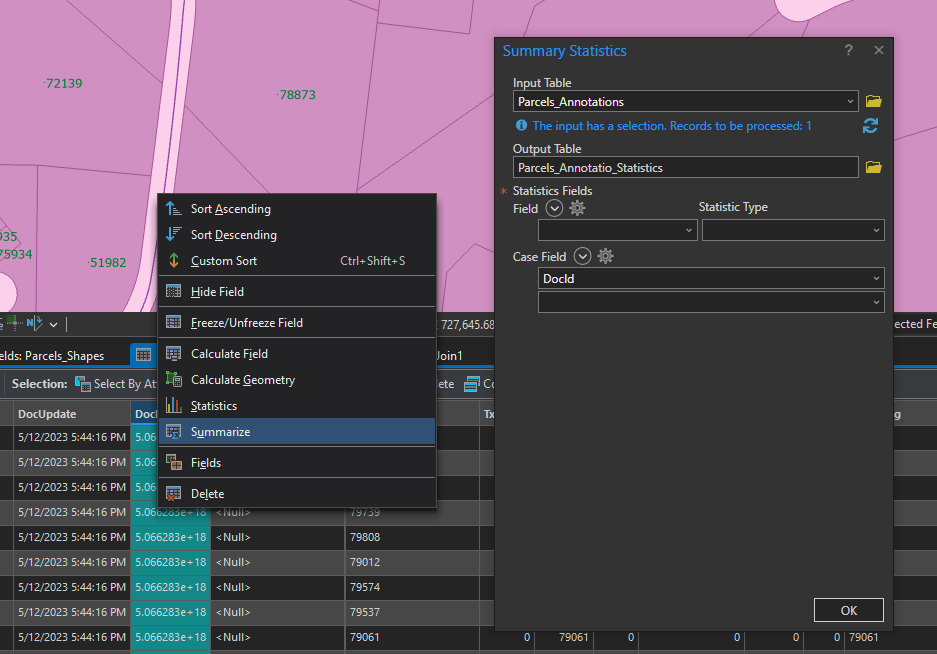 72139
78873
935
75934
51982
Summary Statistics
?
Input Table
Parcels_Annotations
The input has a selection. Records to be processed: 1
Output Table
Parcels_Annotatio_Statistics
* Statistics Fields
Field
Statistic Type
Case Field
DocId
OK
Sort Ascending
Sort Descending
Custom Sort Ctrl+Shift+S
Hide Field
Freeze/Unfreeze Field
Calculate Field
Calculate Geometry
Statistics
Summarize
Fields
Delete
727,645.68
ected Fe
elds: Parcels_Shapes
Join1
Selection: Select By At
ete Co
DocUpdate DocI Tx g
5/12/2023 5:44:16 PM 5.06
5/12/2023 5:44:16 PM 5.06
5/12/2023 5:44:16 PM 5.06
5/12/2023 5:44:16 PM 5.066283e+18 <Null> 79739
5/12/2023 5:44:16 PM 5.066283e+18 <Null> 79808
5/12/2023 5:44:16 PM 5.066283e+18 <Null> 79012
5/12/2023 5:44:16 PM 5.066283e+18 <Null> 79574
5/12/2023 5:44:16 PM 5.066283e+18 <Null> 79537
5/12/2023 5:44:16 PM 5.066283e+18 <Null> 79061 0 79061 0 0 0 0 79061